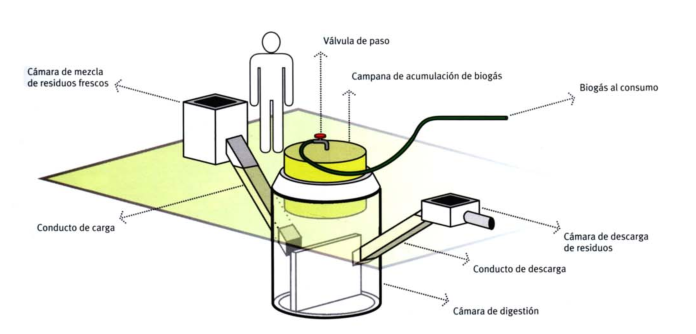 Válvula de paso
Cámara de mezcla
de residuos frescos
Campana de acumulación de biogás
Biogás al consumo
Conducto de carga
Cámara de descarga
de residuos
Conducto de descarga
Cámara de digestión